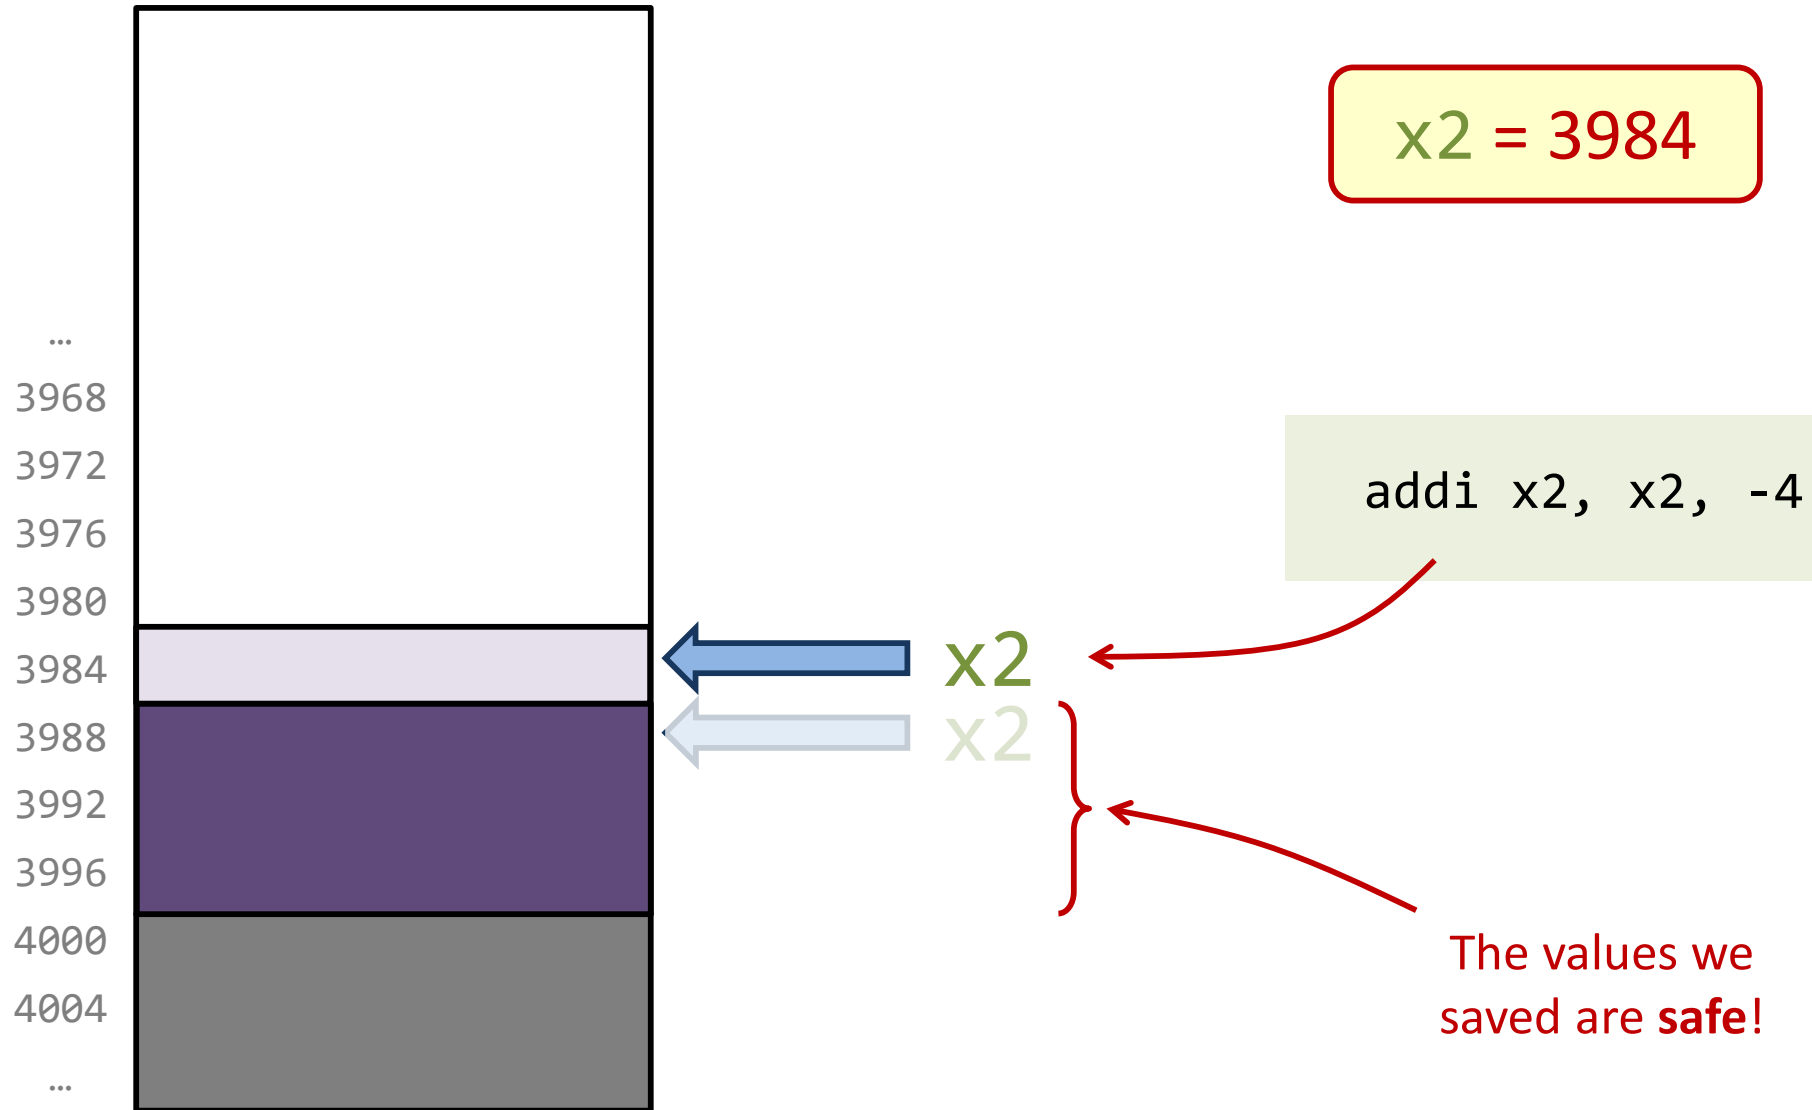 x2 = 3984
…
3968
3972
addi x2, x2, -4
3976
3980
3984
x2
3988
x2
3992
3996
4000
The values we
4004
saved are safe!
…